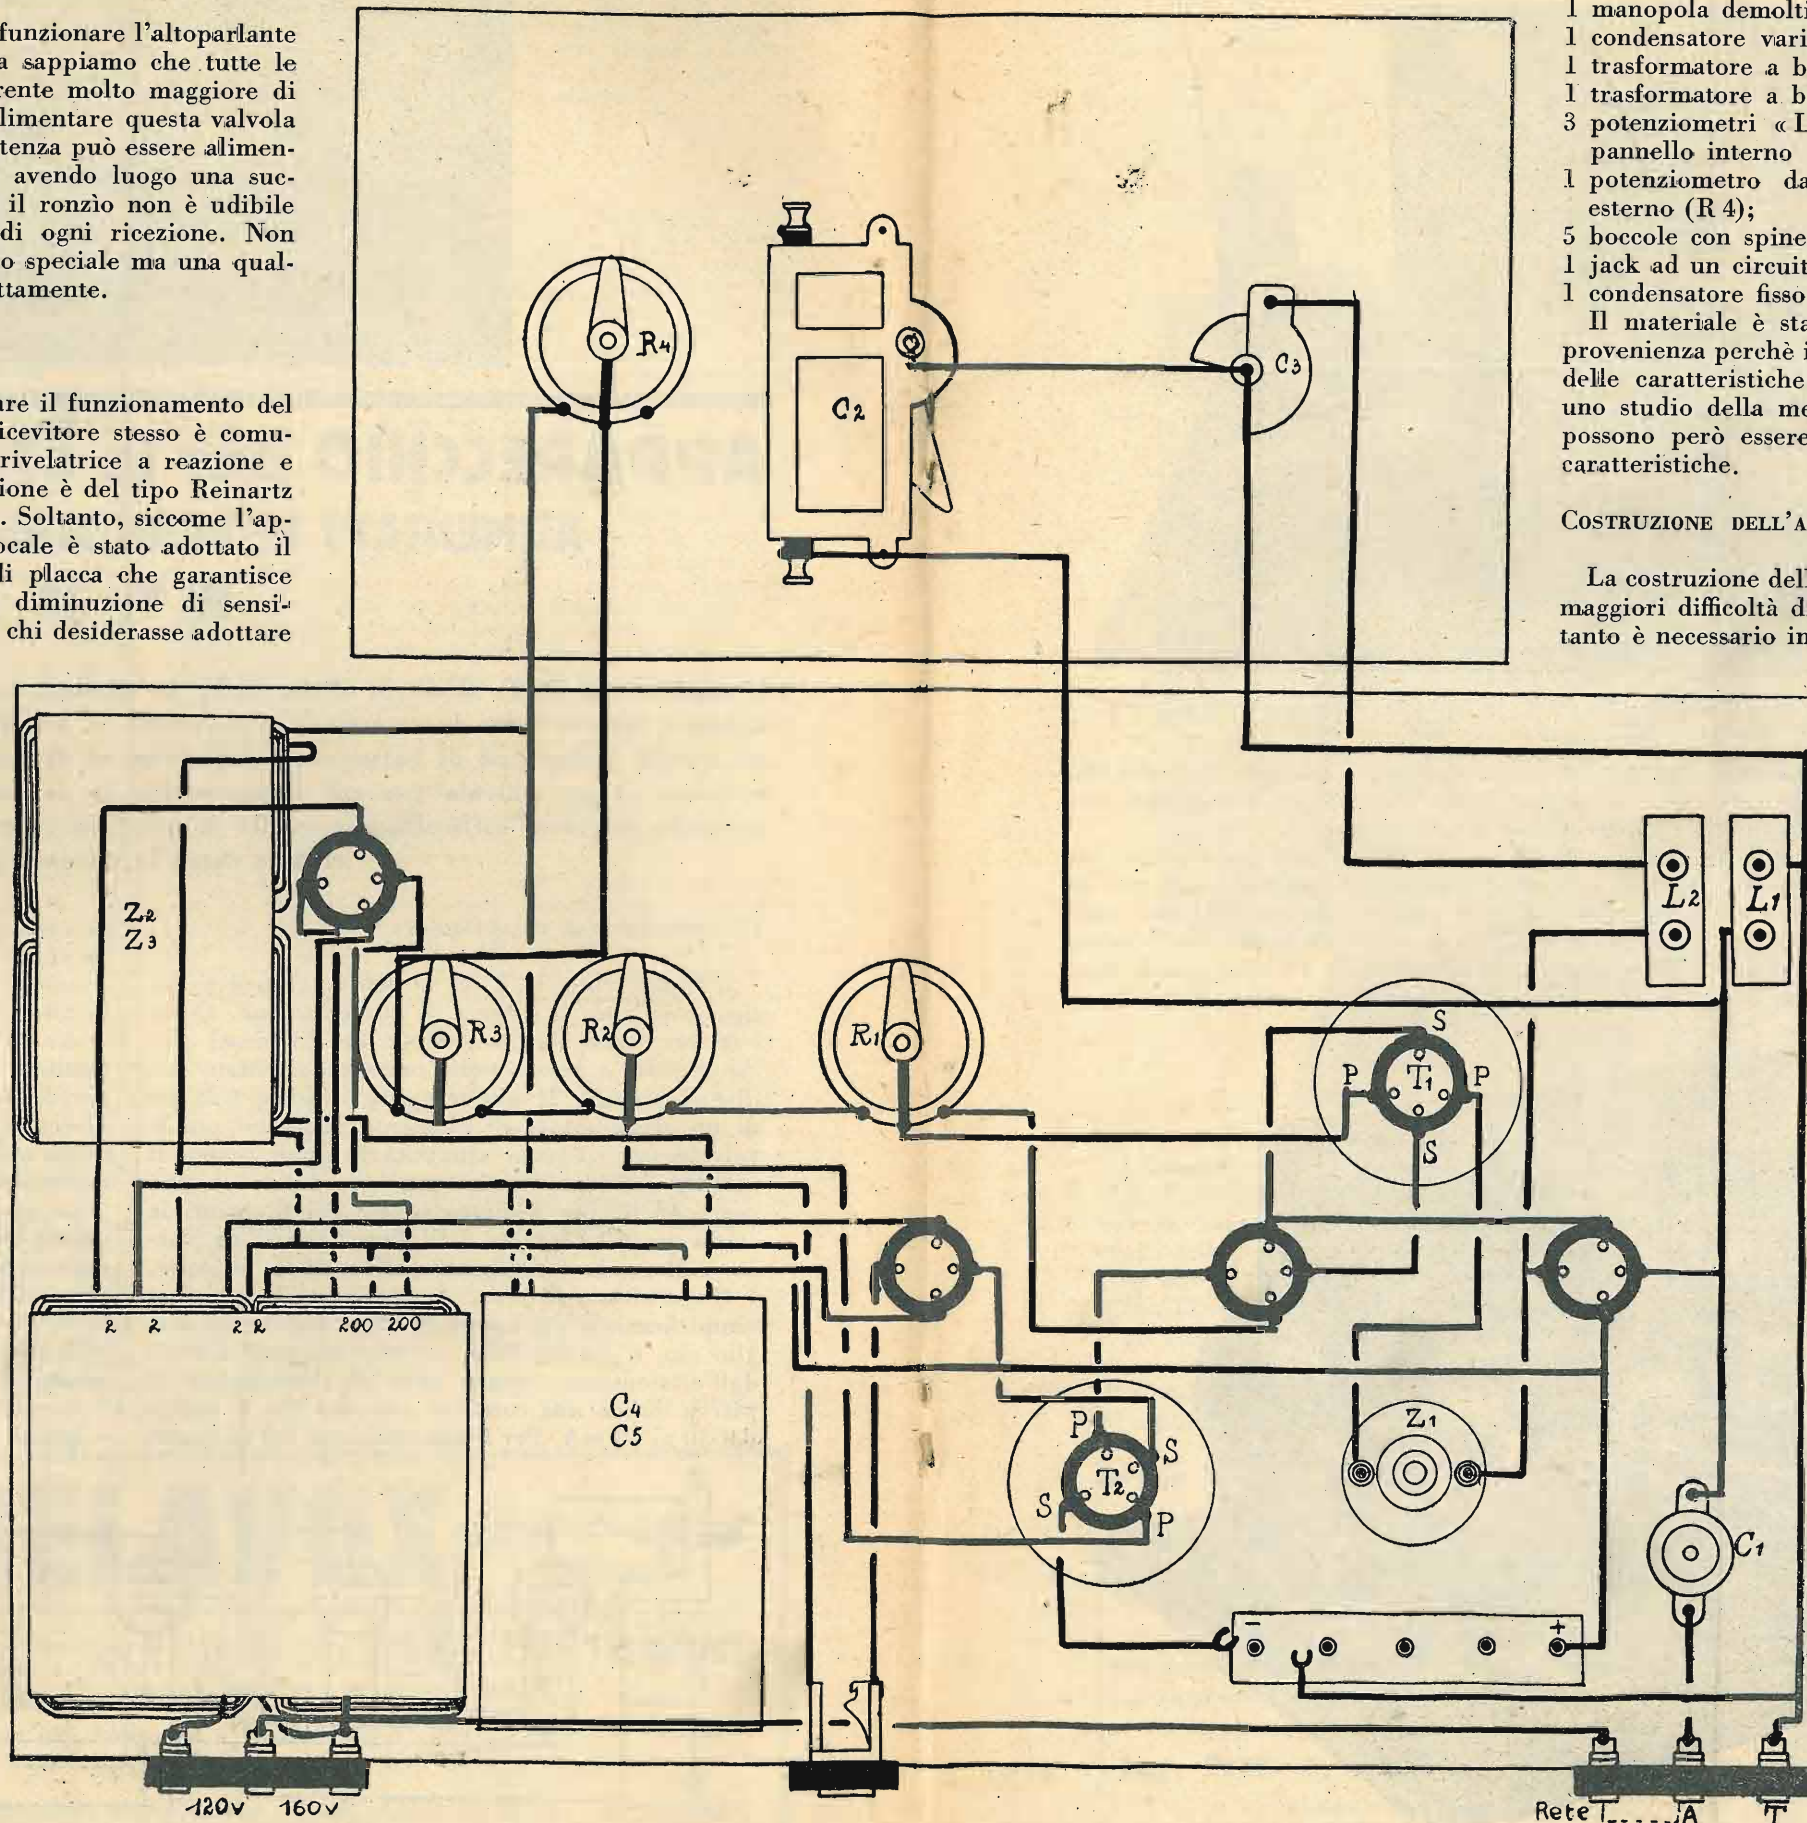 funzionare l'altoparlante
a sappiamo che tutte le
rente molto maggiore di
limentare questa valvola
tenza può essere alimen-
avendo luogo una suc-
il ronzìo non è udibile
di ogni ricezione. Non
o speciale ma una qual-
ttamente.
are il funzionamento del
icevitore stesso è comu-
rivelatrice a reazione e
ione è del tipo Reinartz
. Soltanto, siccome l'ap-
ocale è stato adottato il
li placca che garantisce
diminuzione di sensi-
chi desiderasse adottare
1 manopola demolti
1 condensatore vari
1 trasformatore a b
1 trasformatore a b
3 potenziometri « L
pannello interno
1 potenziometro da
esterno (R 4);
5 boccole con spine
1 jack ad un circuit
1 condensatore fisso
Il materiale è sta
provenienza perchè i
delle caratteristiche
uno studio della me
possono però essere
caratteristiche.
COSTRUZIONE DELL'A
La costruzione dell
maggiori difficoltà d
tanto è necessario in
R4
C2
C3
Z2
Z3
L2
L1
R3
R2
R1
S
P
T1
P
S
2
2
2
2
200
200
C4
C5
P
S
T2
S
P
Z1
C1
-
+
120v
160v
Rete
A
T